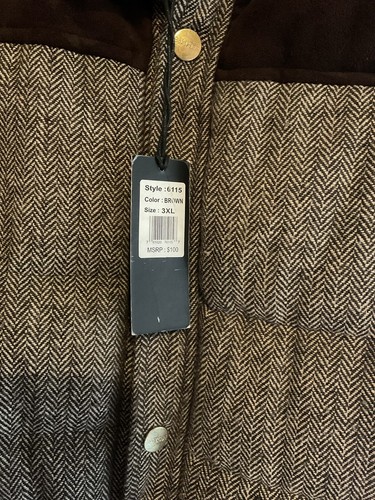 Style :6115
Color : BROWN
Size : 3XL
MSRP : $100